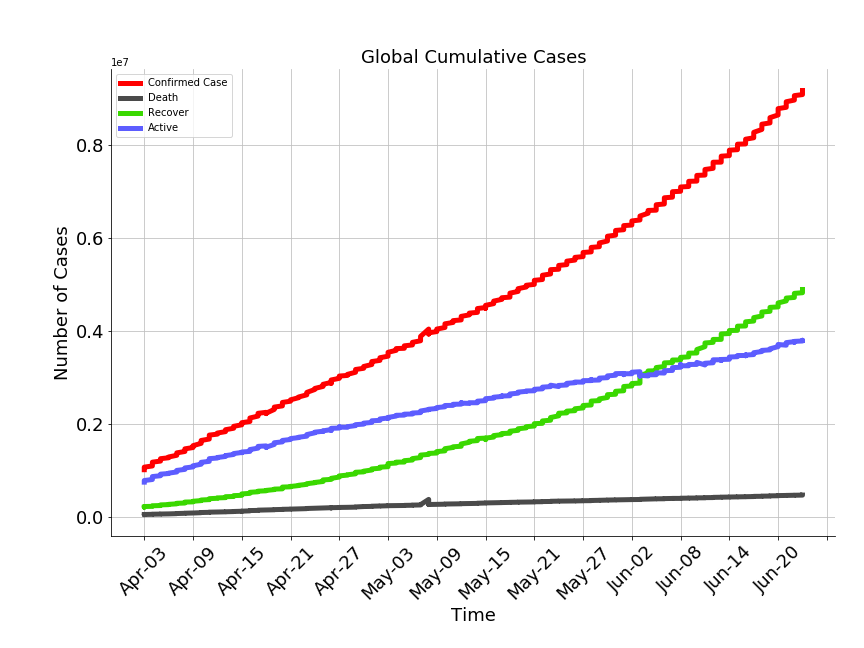 Global Cumulative Cases
1e7
Confirmed Case
Death
Recover
Active
Number of Cases
0.8
0.6
0.4
0.2
0.0
Apr-03 Apr-09 Apr-15 Apr-21 Apr-27 May-03 May-09 May-15 May-21 May-27 Jun-02 Jun-08 Jun-14 Jun-20
Time